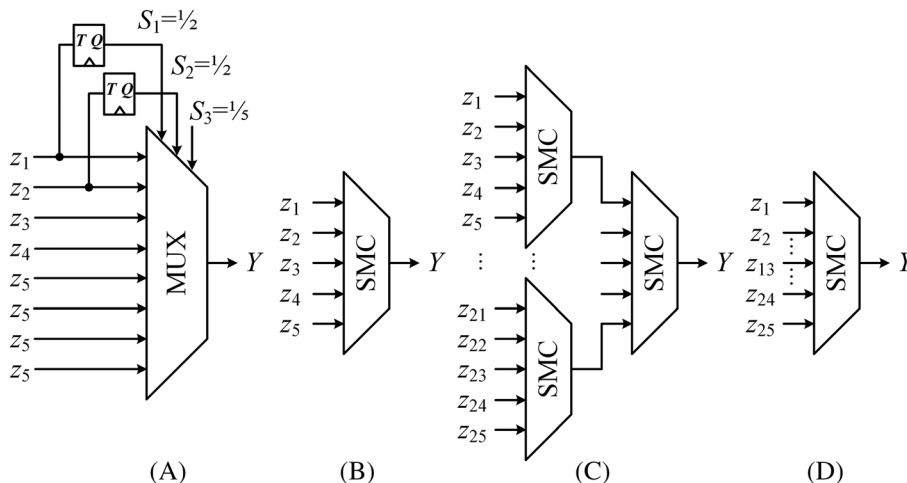 S₁=½
T Q
S₂=½
T Q
S₃=⅕
z₁
z₂
z₃
z₄
z₅
z₅
z₅
z₅
MUX
Y
(A)
z₁
z₂
z₃
z₄
z₅
SMC
Y
(B)
z₁
z₂
z₃
z₄
z₅
SMC
⋮ ⋮
z₂₁
z₂₂
z₂₃
z₂₄
z₂₅
SMC
SMC
Y
(C)
z₁
z₂
z₁₃
z₂₄
z₂₅
SMC
Y
(D)